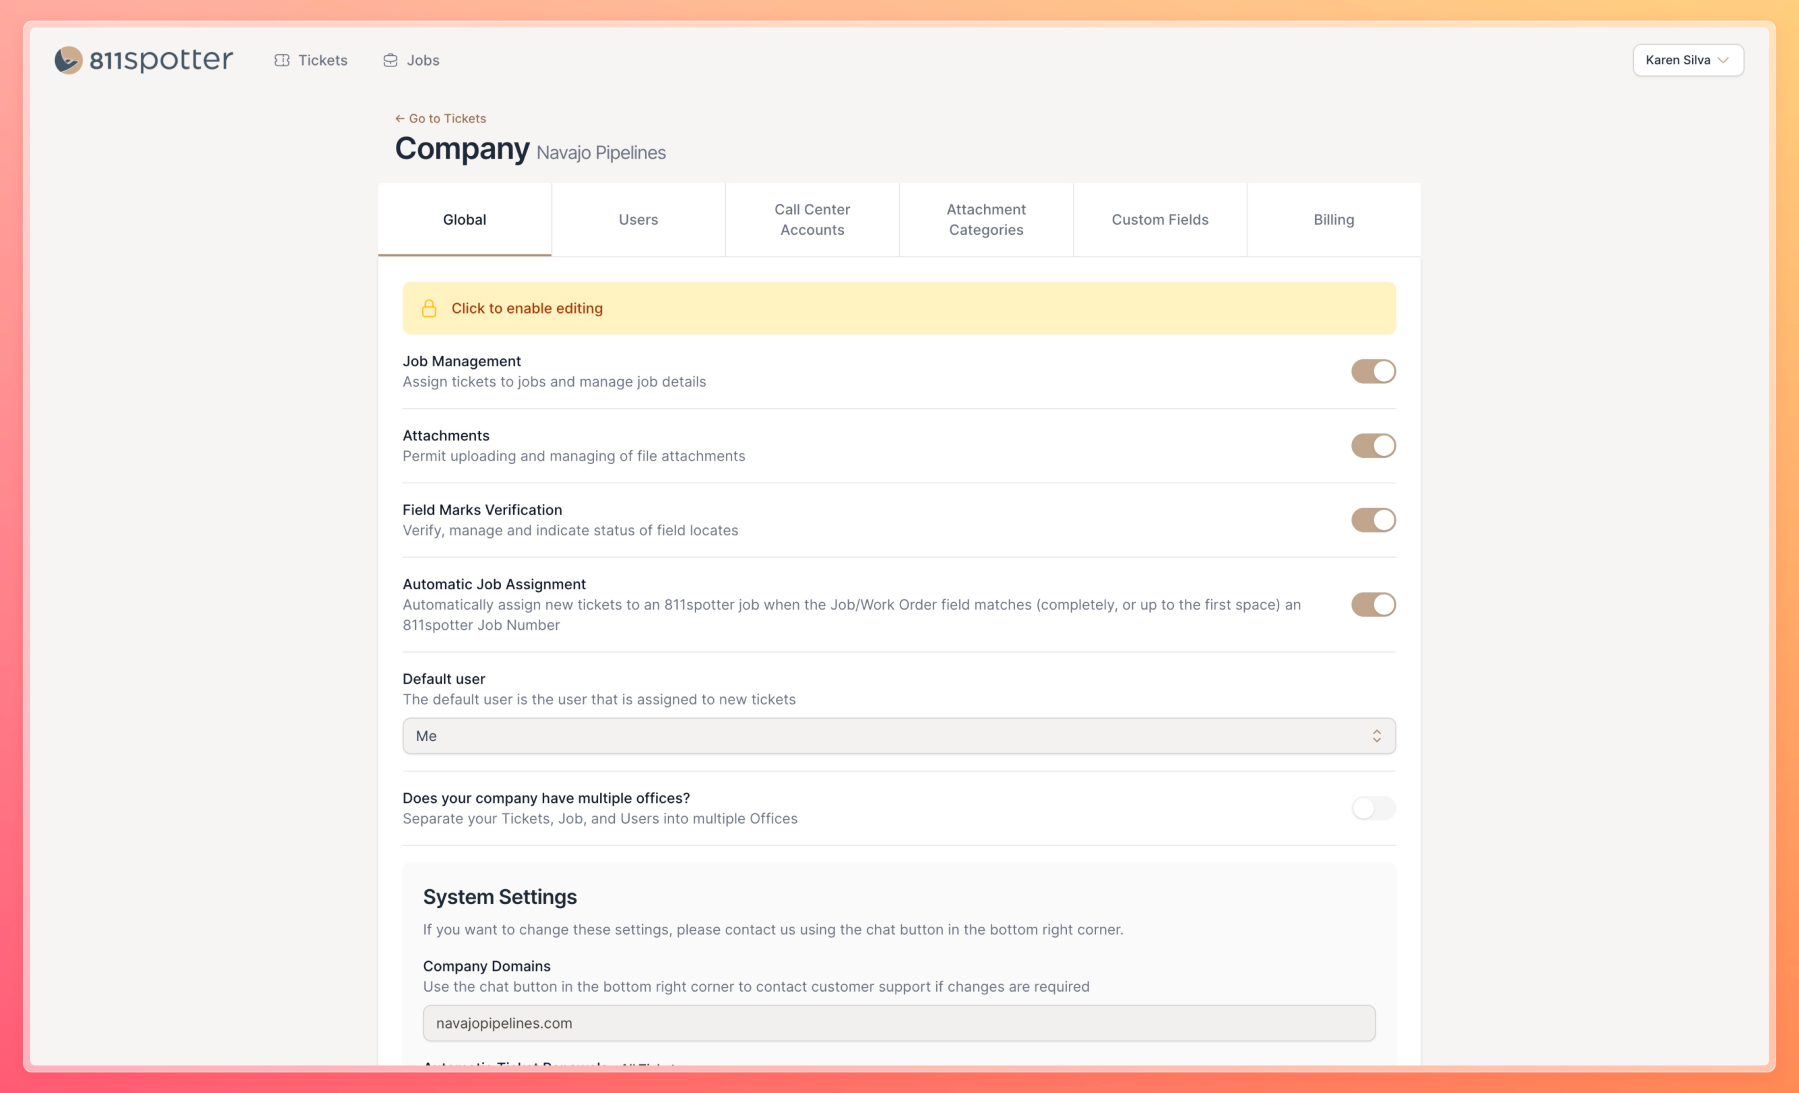 811spotter
Tickets
Jobs
Karen Silva
← Go to Tickets
Company Navajo Pipelines
Global
Users
Call Center
Accounts
Attachment
Categories
Custom Fields
Billing
Click to enable editing
Job Management
Assign tickets to jobs and manage job details
Attachments
Permit uploading and managing of file attachments
Field Marks Verification
Verify, manage and indicate status of field locates
Automatic Job Assignment
Automatically assign new tickets to an 811spotter job when the Job/Work Order field matches (completely, or up to the first space) an
811spotter Job Number
Default user
The default user is the user that is assigned to new tickets
Me
Does your company have multiple offices?
Separate your Tickets, Job, and Users into multiple Offices
System Settings
If you want to change these settings, please contact us using the chat button in the bottom right corner.
Company Domains
Use the chat button in the bottom right corner to contact customer support if changes are required
navajopipelines.com
Automatic Ticket